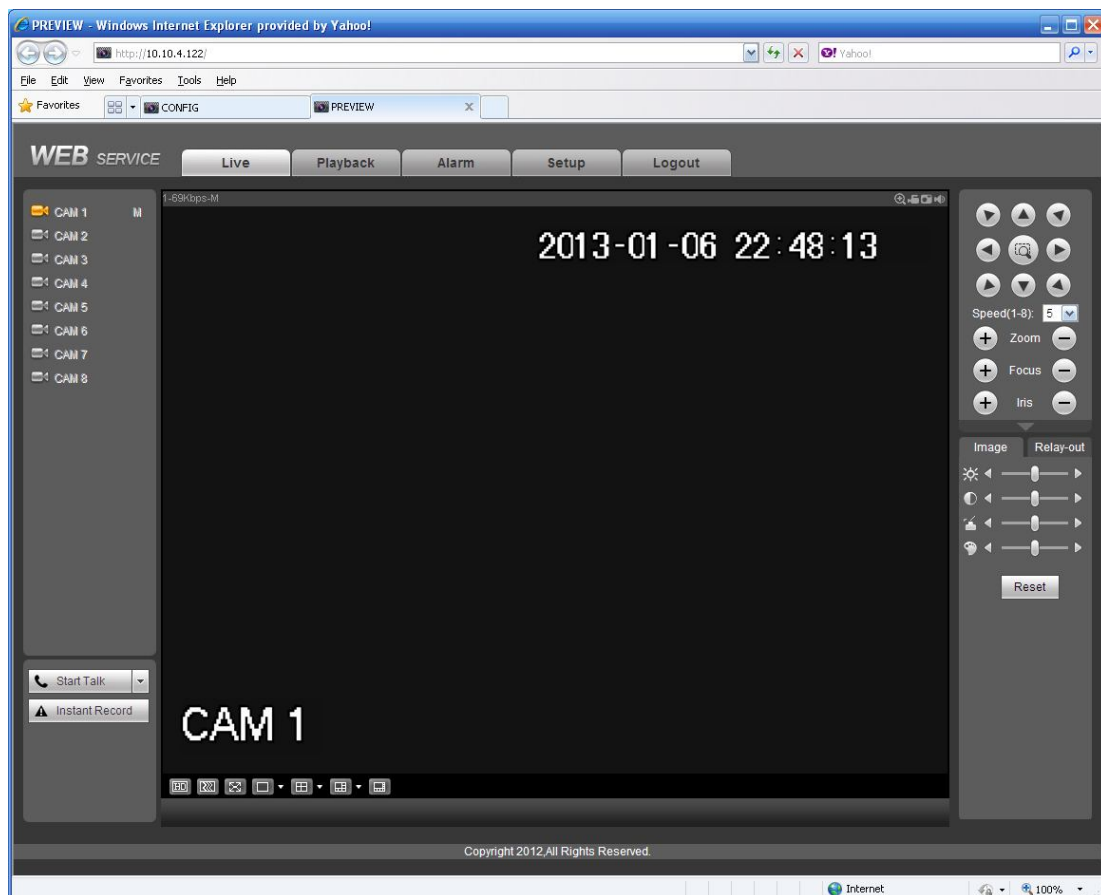 PREVIEW - Windows Internet Explorer provided by Yahoo!
http://10.10.4.122/
Yahoo!
File Edit View Favorites Tools Help
Favorites CONFIG PREVIEW
WEB SERVICE Live Playback Alarm Setup Logout
1-69Kbps-M
CAM 1 M
CAM 2
CAM 3
CAM 4
CAM 5
CAM 6
CAM 7
CAM 8
2013-01-06 22:48:13
Speed(1-8): 5
Zoom
Focus
Iris
Image Relay-out
Reset
Start Talk
Instant Record
CAM 1
HD
Copyright 2012,All Rights Reserved.
Internet 100%